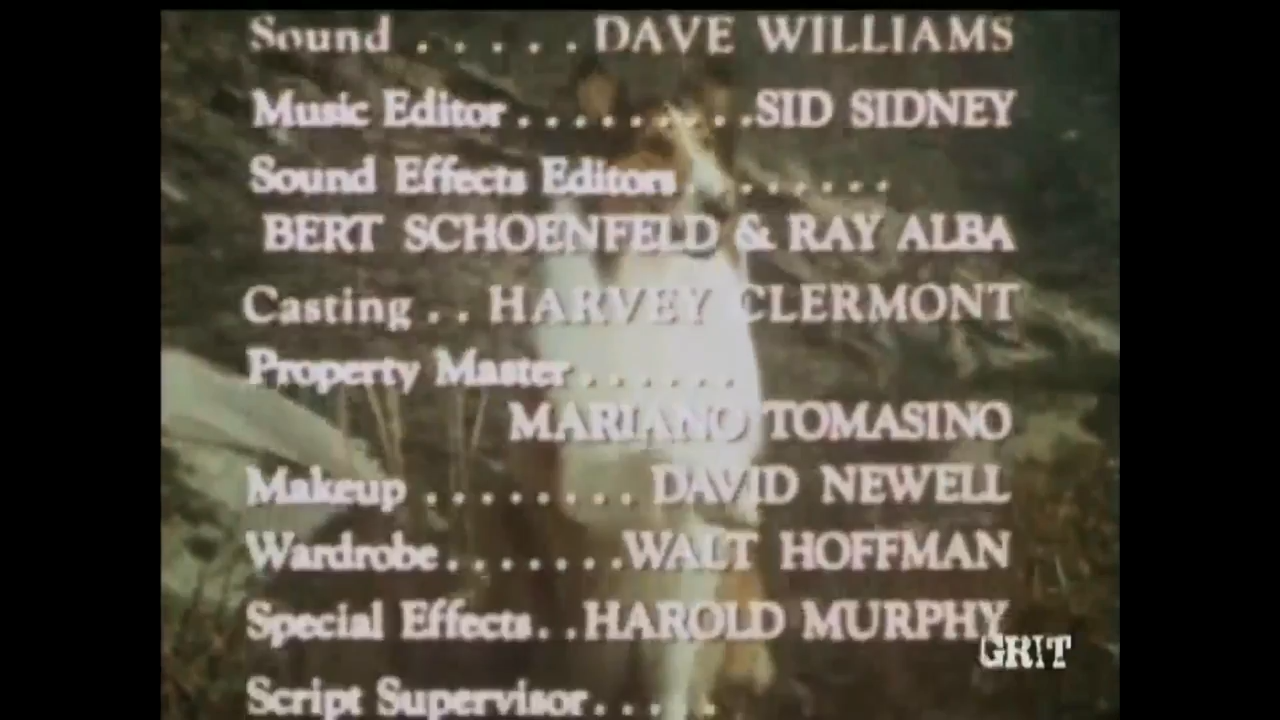 Sound . . . . . DAVE WILLIAMS
Music Editor . . . . . . . . . SID SIDNEY
Sound Effects Editors . . . . . . . .
BERT SCHOENFELD & RAY ALBA
Casting . . HARVEY CLERMONT
Property Master . . . . . .
MARIANO TOMASINO
Makeup . . . . . . . . DAVID NEWELL
Wardrobe . . . . . . . WALT HOFFMAN
Special Effects . . HAROLD MURPHY
GRIT
Script Supervisor . . . . .